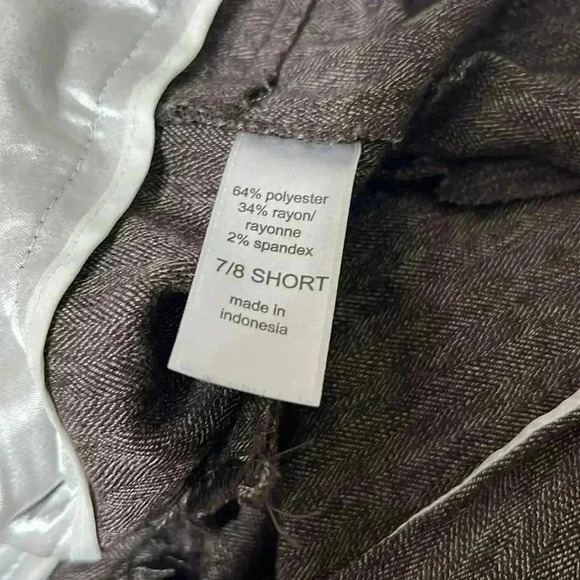 64% polyester
34% rayon/
rayonne
2% spandex
7/8 SHORT
made in
indonesia